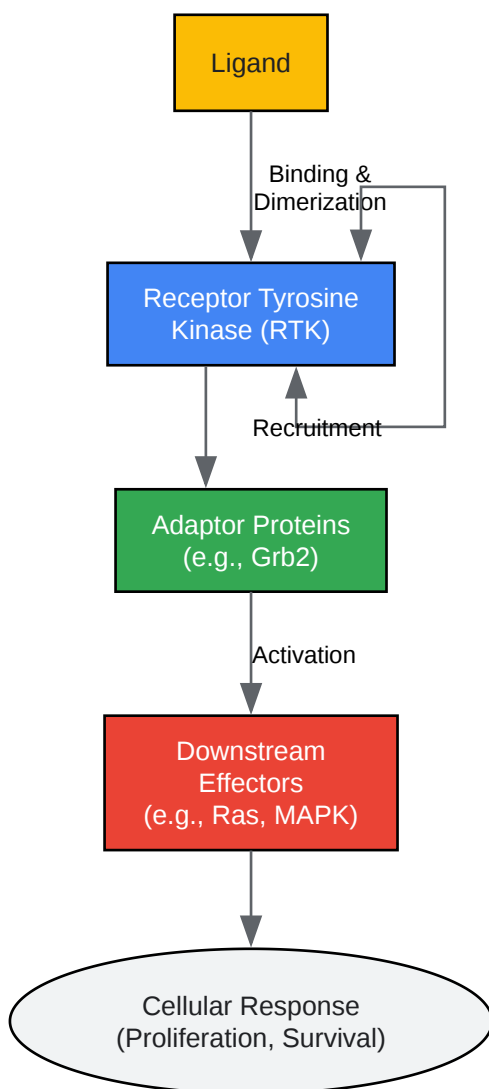 Ligand
Binding &
Dimerization
Receptor Tyrosine
Kinase (RTK)
Recruitment
Adaptor Proteins
(e.g., Grb2)
Activation
Downstream
Effectors
(e.g., Ras, MAPK)
Cellular Response
(Proliferation, Survival)